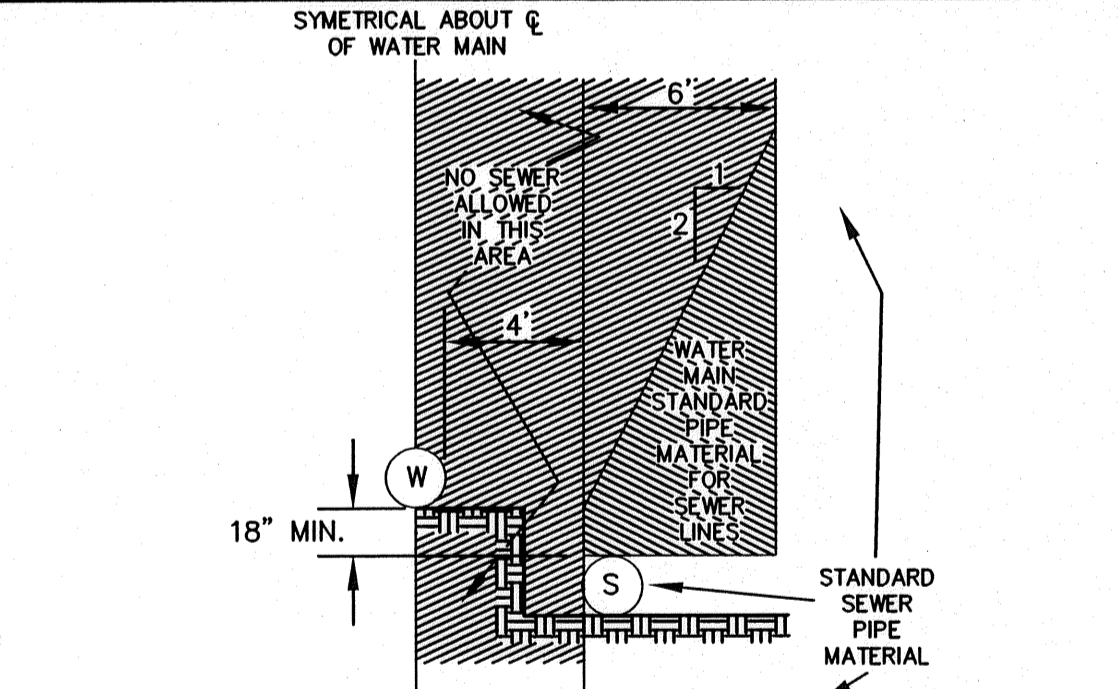 SYMETRICAL ABOUT ℄
OF WATER MAIN
6'
1
2
NO SEWER
ALLOWED
IN THIS
AREA
4'
WATER
MAIN
STANDARD
PIPE
MATERIAL
FOR
SEWER
LINES
W
18" MIN.
S
STANDARD
SEWER
PIPE
MATERIAL